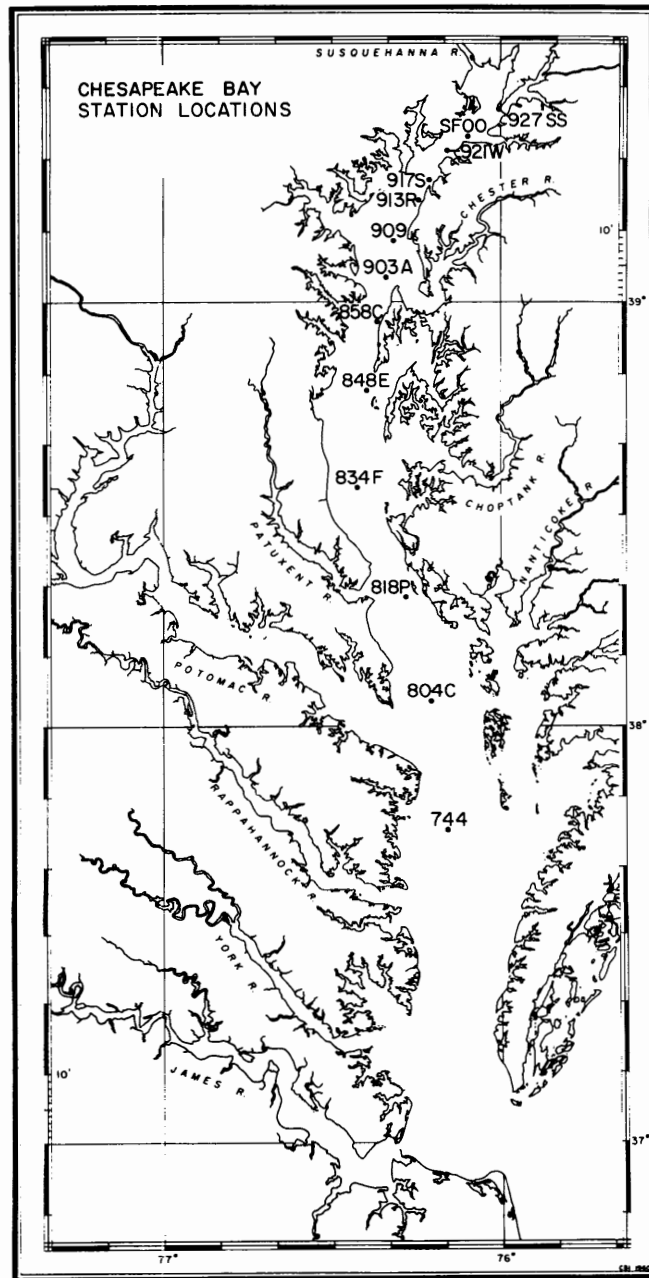 SUSQUEHANNA R.
CHESAPEAKE BAY
STATION LOCATIONS
SF00
927SS
921W
917S
913R
CHESTER R.
10'
909
903A
39°
858C
848E
834F
CHOPTANK R.
NANTICOKE R
PATUXENT R.
818P
804C
POTOMAC R.
38°
RAPPAHANNOCK R.
744
YORK R.
10'
JAMES R.
37°
77°
76°